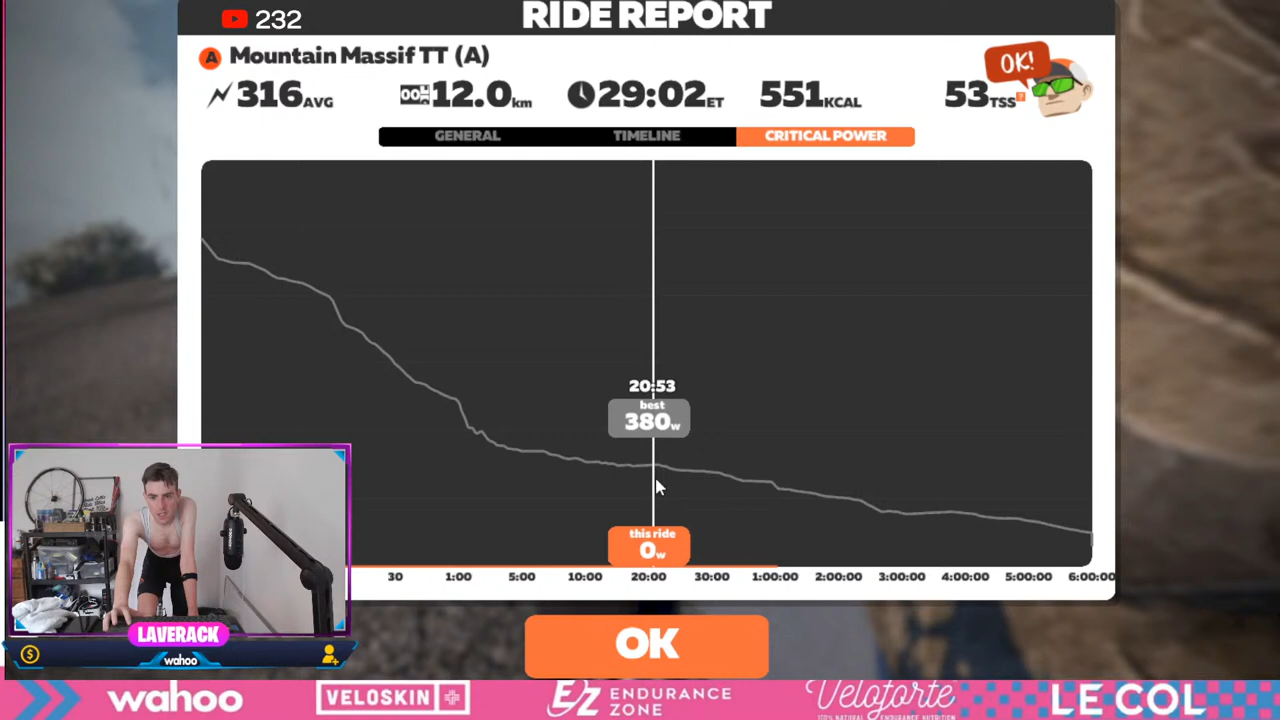 232
RIDE REPORT
A Mountain Massif TT (A)
316AVG 12.0km 29:02ET 551KCAL 53TSS?
OK!
GENERAL TIMELINE CRITICAL POWER
20:53
best
380w
this ride
0w
30 1:00 5:00 10:00 20:00 30:00 1:00:00 2:00:00 3:00:00 4:00:00 5:00:00 6:00:00
OK
LAVERACK
wahoo
wahoo VELOSKIN EZ ENDURANCE ZONE Veloforte LE COL